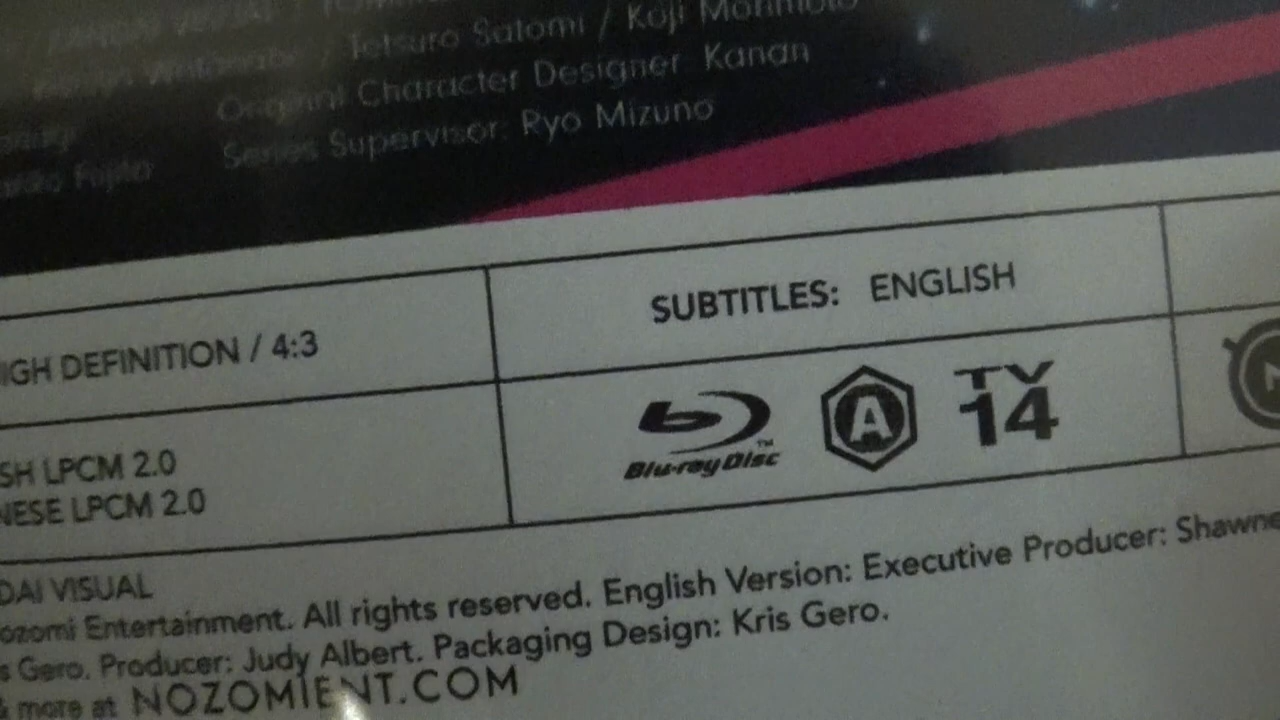 Tetsuro Satomi / Koji Morimoto
Original Character Designer Kanan
Series Supervisor: Ryo Mizuno
IGH DEFINITION / 4:3
SUBTITLES: ENGLISH
SH LPCM 2.0
NESE LPCM 2.0
Blu-ray Disc™
A
TV
14
DAI VISUAL
ozomi Entertainment. All rights reserved. English Version: Executive Producer: Shawne
s Gero. Producer: Judy Albert. Packaging Design: Kris Gero.
& more at NOZOMIENT.COM